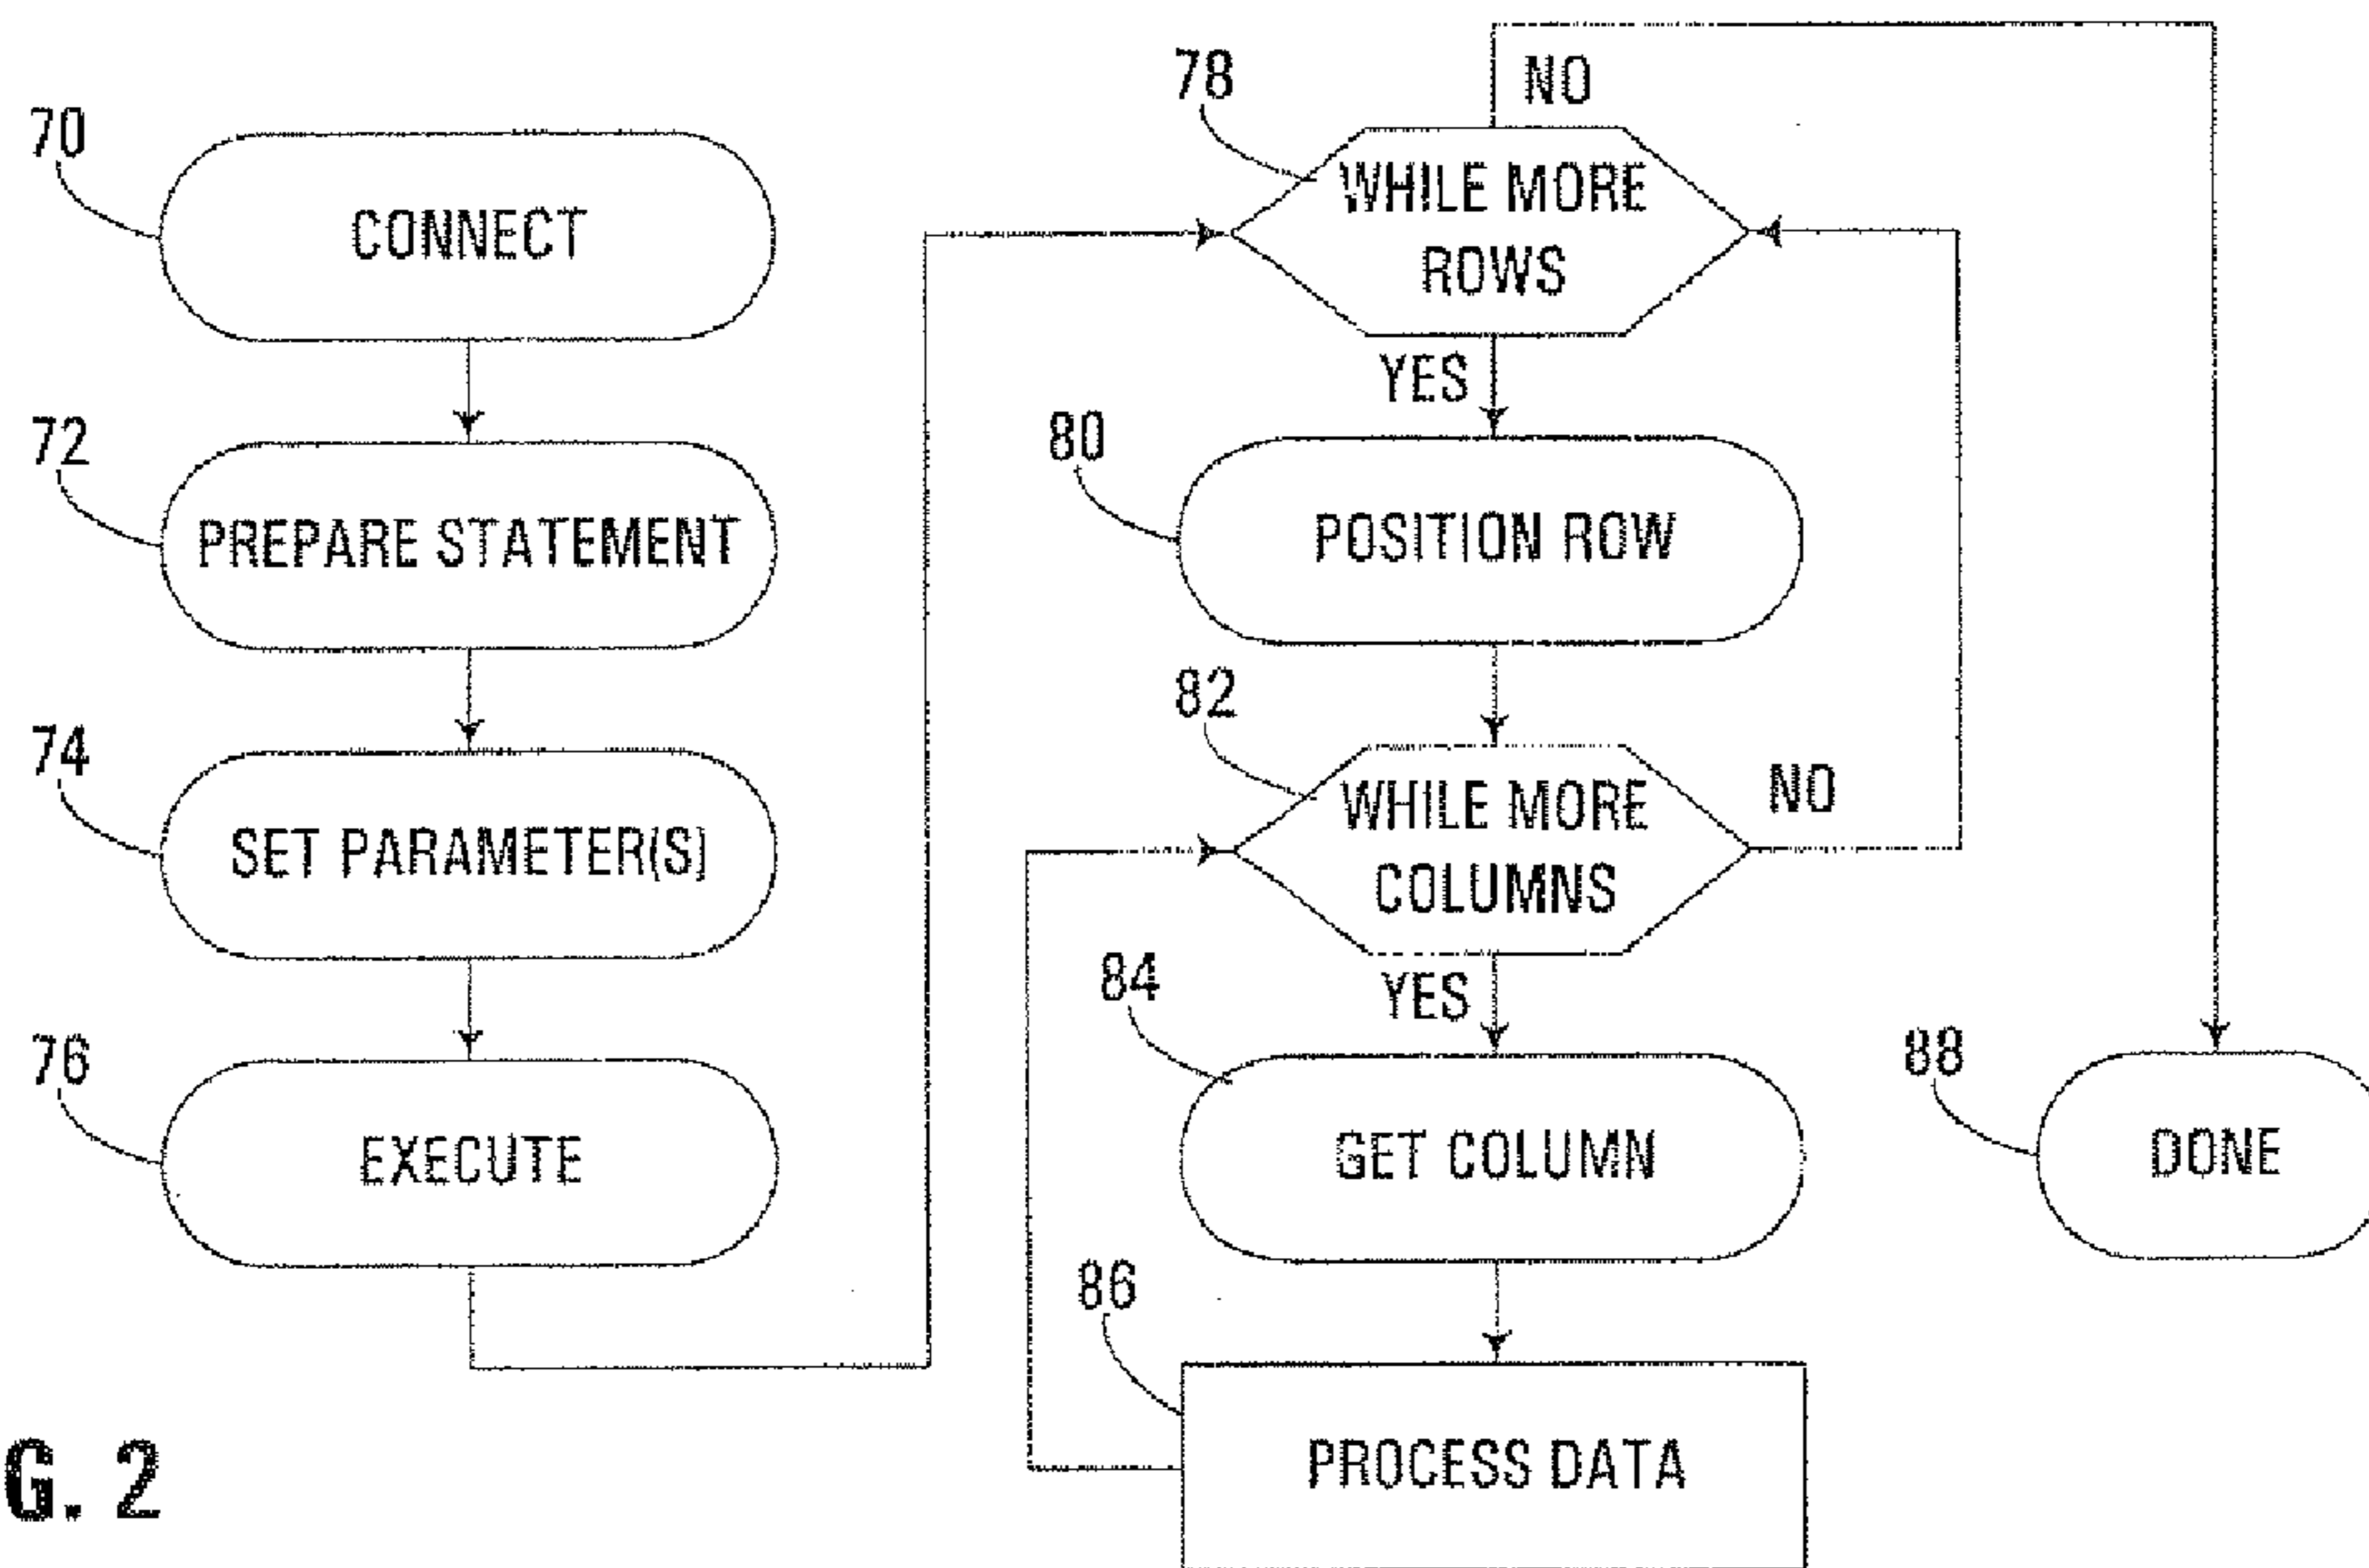 70
CONNECT
72
PREPARE STATEMENT
74
SET PARAMETER(S)
76
EXECUTE
78
NO
WHILE MORE
ROWS
YES
80
POSITION ROW
82
WHILE MORE
COLUMNS
NO
YES
84
GET COLUMN
86
PROCESS DATA
88
DONE
G. 2